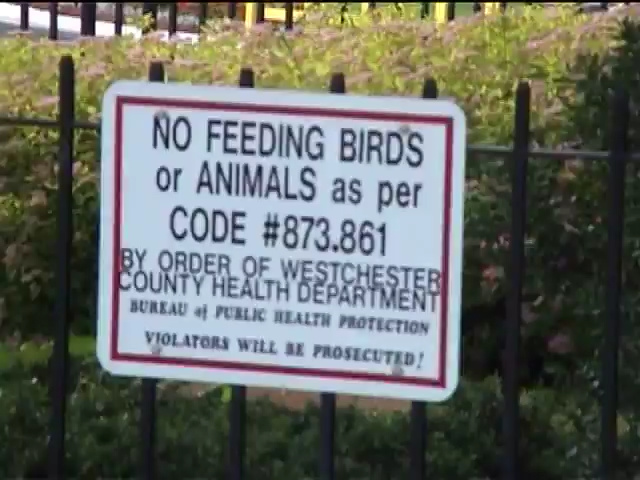 NO FEEDING BIRDS
or ANIMALS as per
CODE #873.861
BY ORDER OF WESTCHESTER
COUNTY HEALTH DEPARTMENT
BUREAU of PUBLIC HEALTH PROTECTION
VIOLATORS WILL BE PROSECUTED!